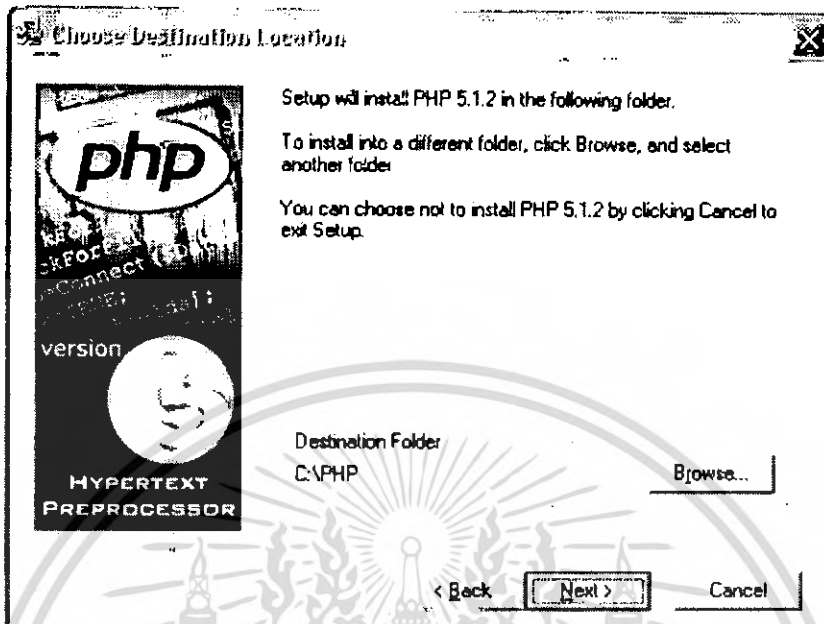 Choose Destination Location
php
Setup will install PHP 5.1.2 in the following folder.
To install into a different folder, click Browse, and select
another folder
You can choose not to install PHP 5.1.2 by clicking Cancel to
exit Setup.
version
HYPERTEXT
PREPROCESSOR
Destination Folder
C:\PHP
Browse...
< Back
Next >
Cancel